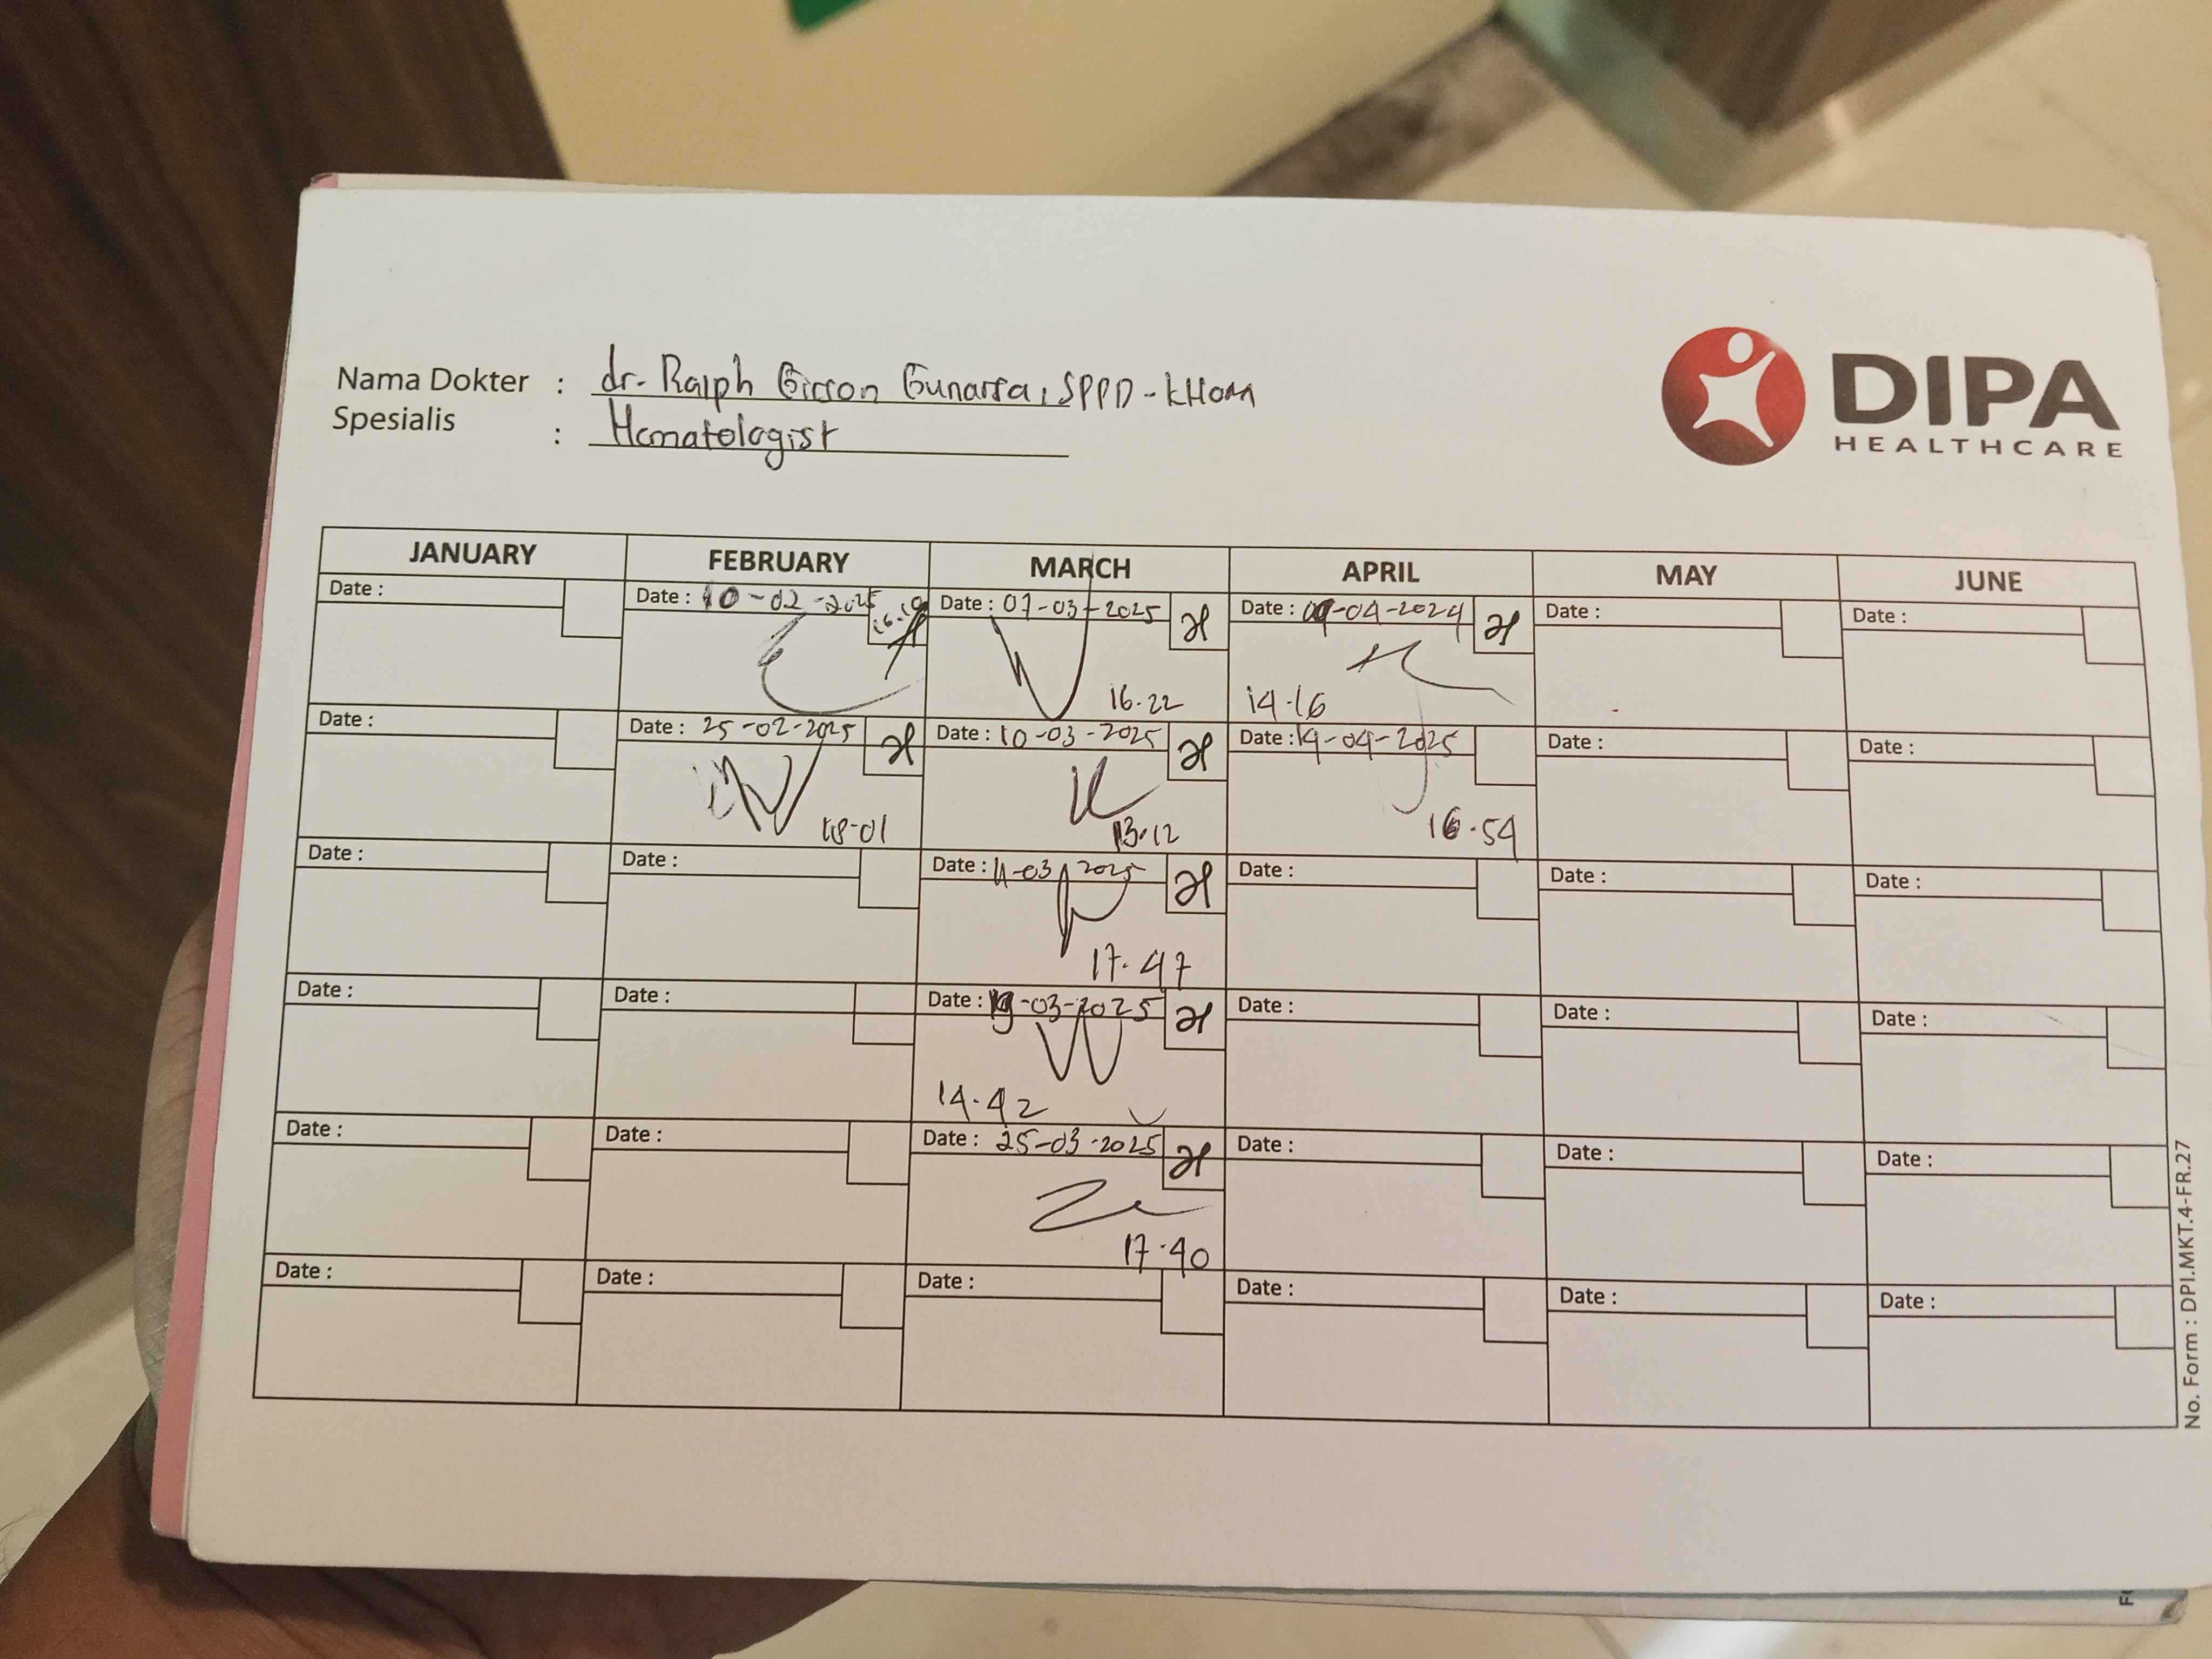 DIPA
HEALTHCARE
Nama Dokter : dr. Ralph Girson Gunarsa, SPPD-KHOM
Spesialis : Hematologist
JANUARY FEBRUARY MARCH APRIL MAY JUNE
Date : Date : 10-02-2025 Date : 07-03-2025 Date : 09-04-2024 Date : Date :
16.19 16.22 14.16
Date : Date : 25-02-2025 Date : 10-03-2025 Date : 14-04-2025 Date : Date :
18-01 13.12 16.54
Date : Date : Date : 11-03 2025 Date : Date : Date :
17.47
Date : Date : Date : -03-2025 Date : Date : Date :
14.42
Date : Date : Date : 25-03-2025 Date : Date : Date :
17.40
Date : Date : Date : Date : Date : Date :
No. Form : DPI.MKT.4-FR.27